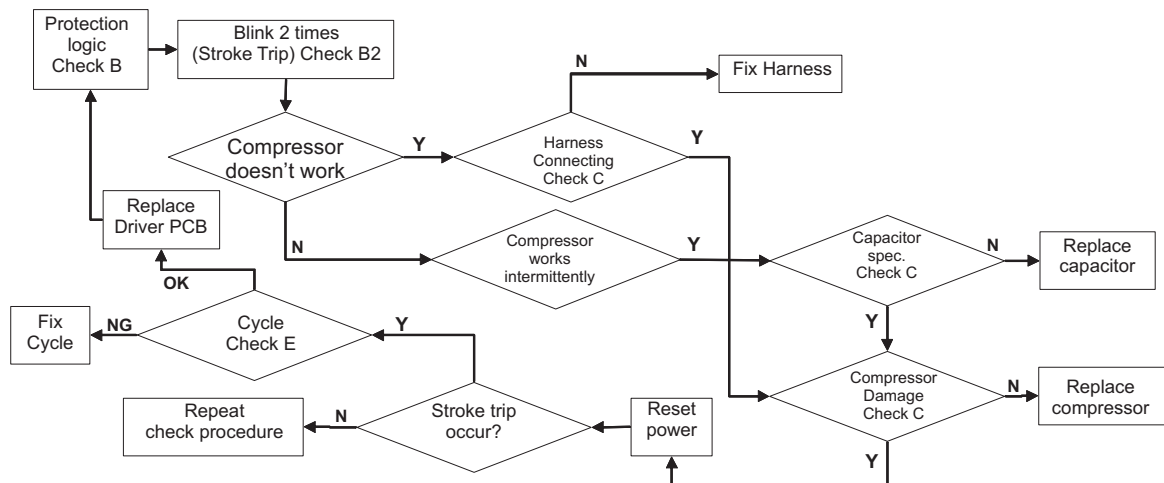 Protection
logic
Check B
Blink 2 times
(Stroke Trip) Check B2
N
Fix Harness
Compressor
doesn't work
Y
Harness
Connecting
Check C
Y
Replace
Driver PCB
N
Compressor
works
intermittently
Y
Capacitor
spec.
Check C
N
Replace
capacitor
OK
Fix
Cycle
NG
Cycle
Check E
Y
Y
Compressor
Damage
Check C
N
Replace
compressor
Repeat
check procedure
N
Stroke trip
occur?
Reset
power
Y